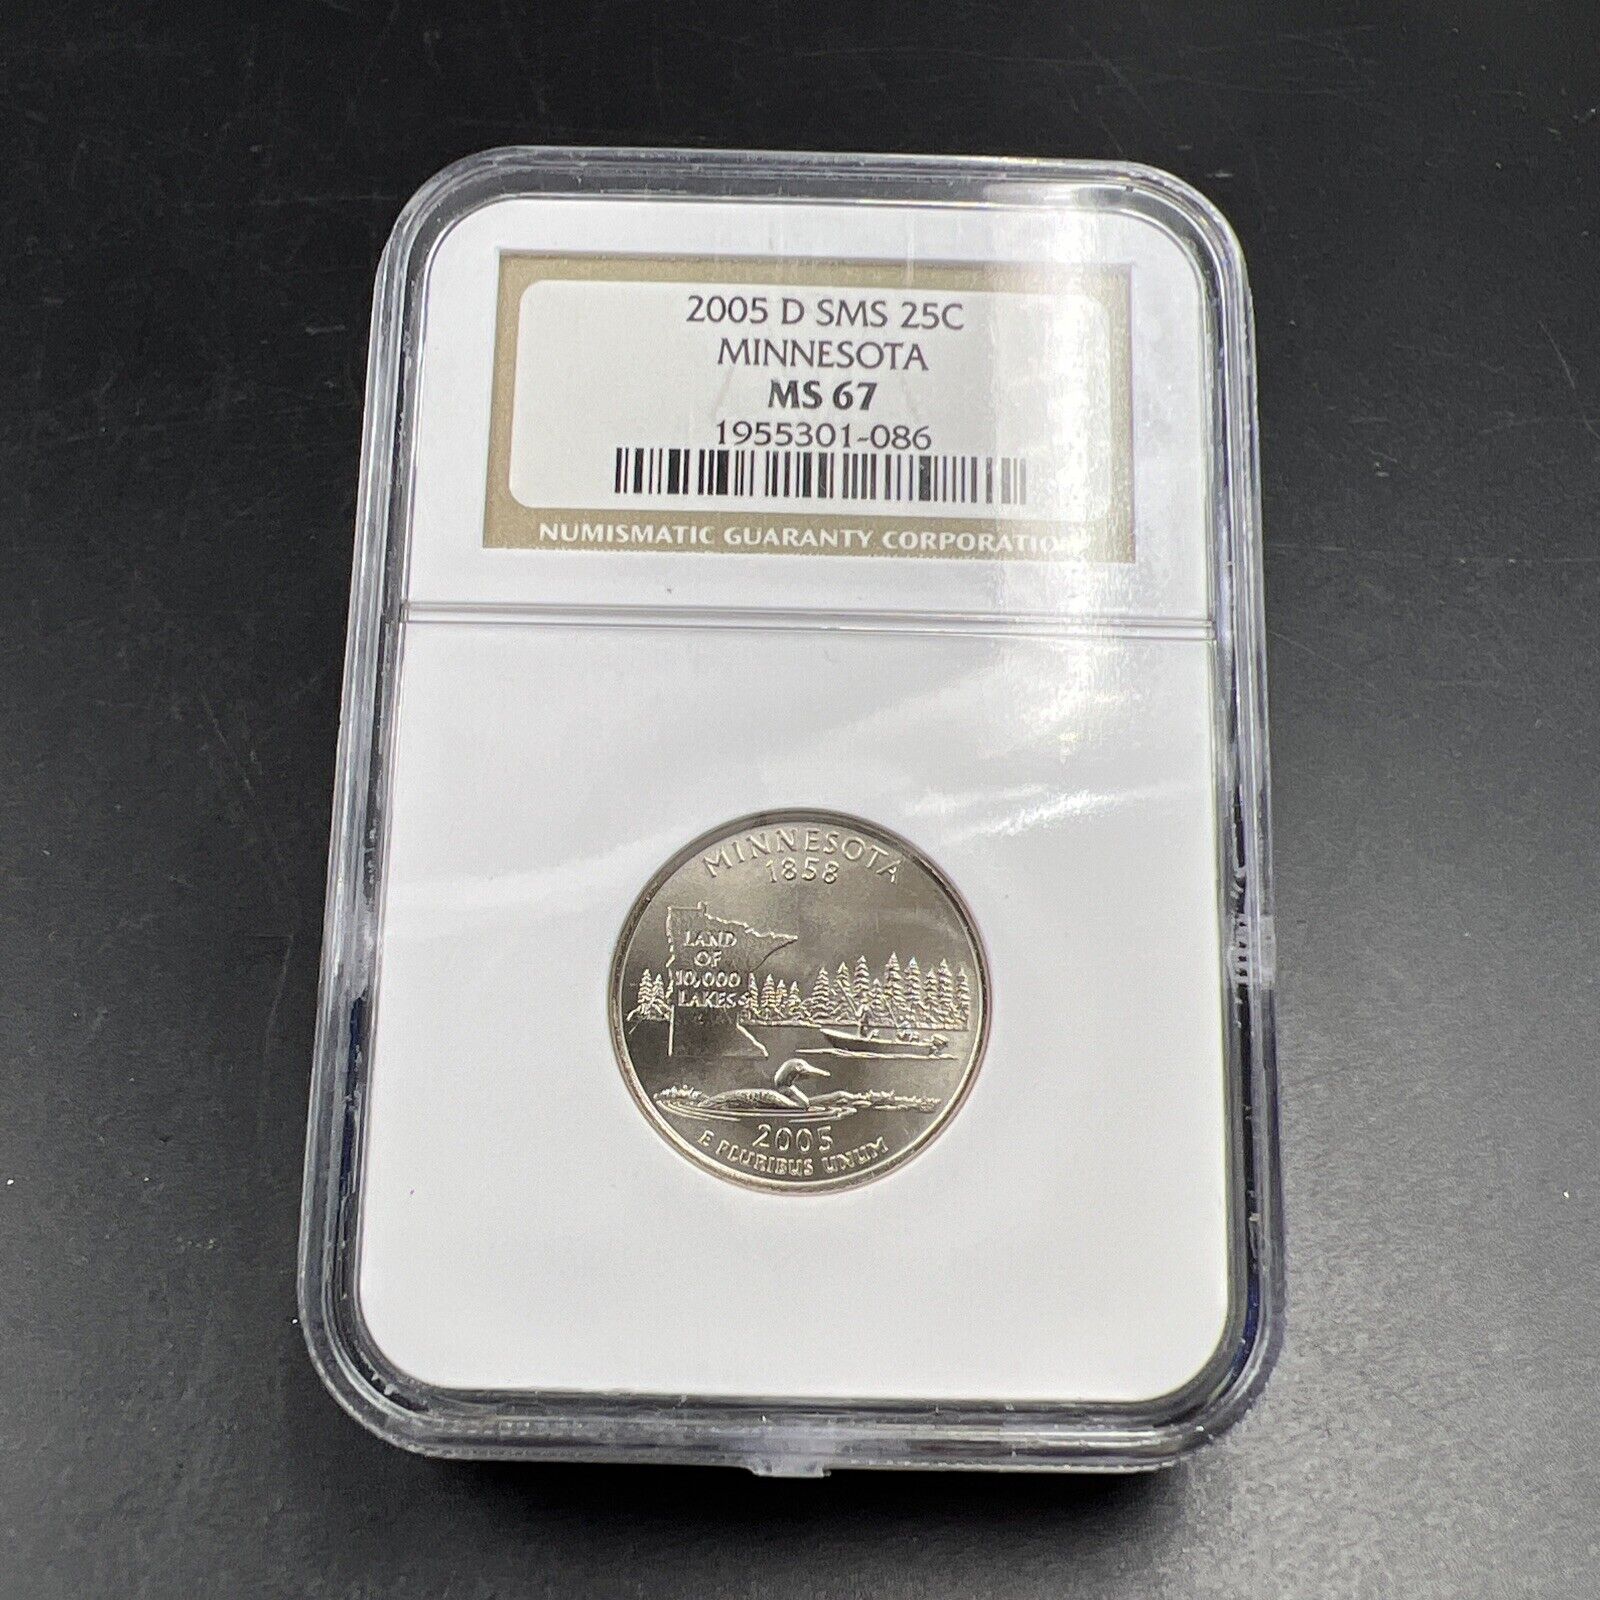 2005 D SMS 25C
MINNESOTA
MS 67
1955301-086
NUMISMATIC GUARANTY CORPORATION
MINNESOTA
1858
LAND
OF
10,000
LAKES
2005
E PLURIBUS UNUM